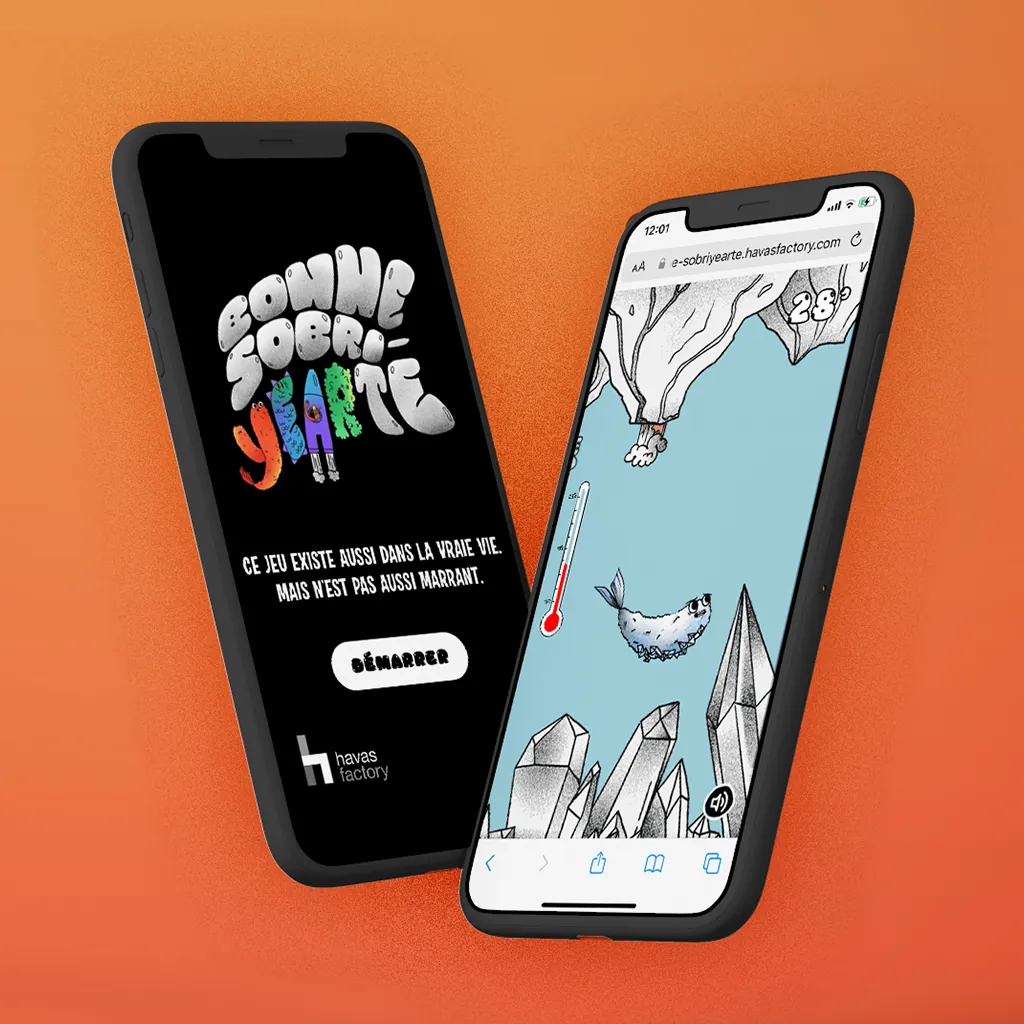 BONNE
SOBRI-
YEARTÉ
CE JEU EXISTE AUSSI DANS LA VRAIE VIE.
MAIS N'EST PAS AUSSI MARRANT.
DÉMARRER
havas
factory
12:01
AA e-sobriyearte.havasfactory.com
28°